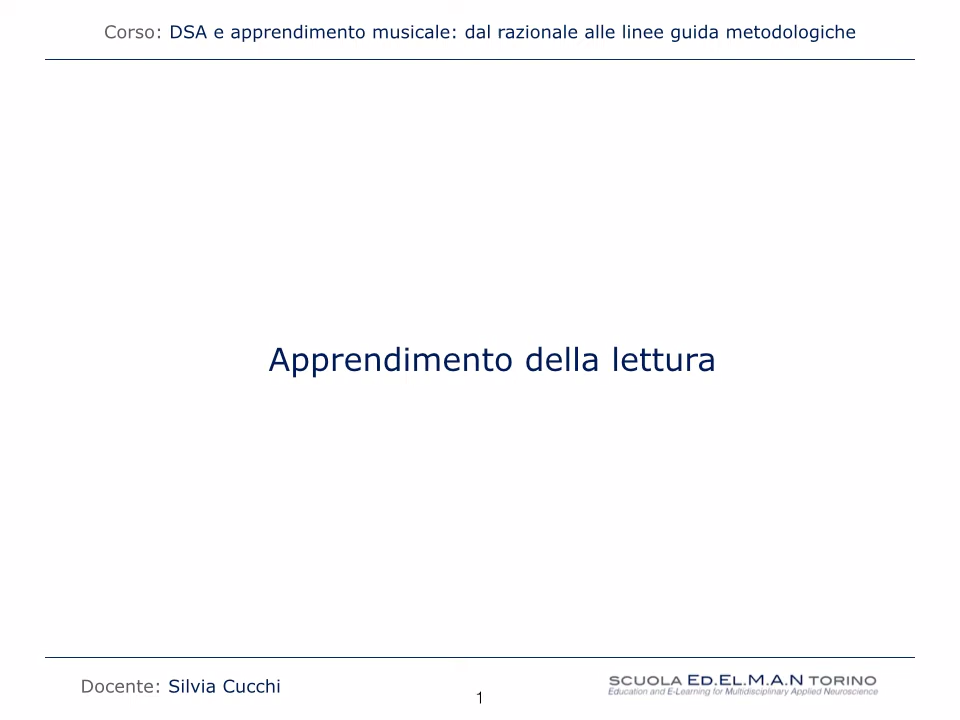 Corso: DSA e apprendimento musicale: dal razionale alle linee guida metodologiche
Apprendimento della lettura
Docente: Silvia Cucchi
1
SCUOLA ED.EL.M.A.N TORINO
Education and E-Learning for Multidisciplinary Applied Neuroscience